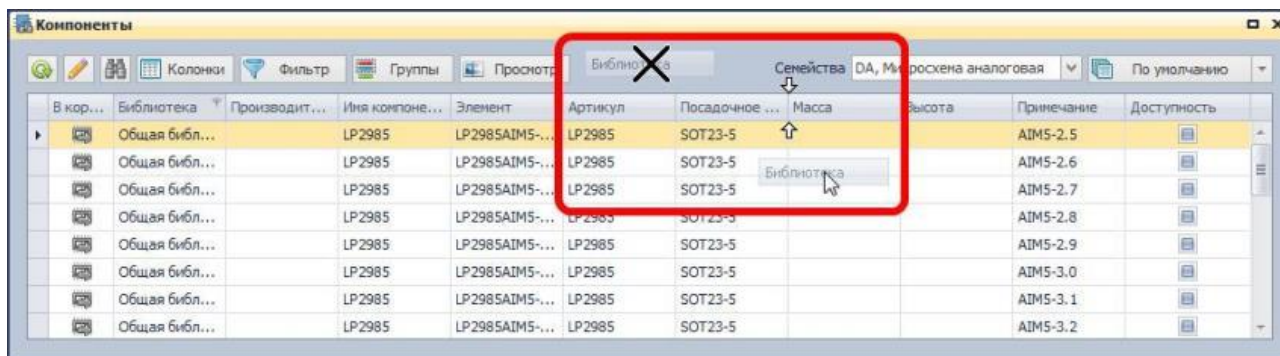 Компоненты
Колонки Фильтр Группы Просмотр Библиотека Семейства DA, Микросхема аналоговая По умолчанию
В кор... Библиотека Производит... Имя компоне... Элемент Артикул Посадочное ... Масса Высота Примечание Доступность
Общая библ... LP2985 LP2985AIM5-... LP2985 SOT23-5 AIM5-2.5
Общая библ... LP2985 LP2985AIM5-... LP2985 SOT23-5 AIM5-2.6
Библиотека
Общая библ... LP2985 LP2985AIM5-... LP2985 SOT23-5 AIM5-2.7
Общая библ... LP2985 LP2985AIM5-... LP2985 SOT23-5 AIM5-2.8
Общая библ... LP2985 LP2985AIM5-... LP2985 SOT23-5 AIM5-2.9
Общая библ... LP2985 LP2985AIM5-... LP2985 SOT23-5 AIM5-3.0
Общая библ... LP2985 LP2985AIM5-... LP2985 SOT23-5 AIM5-3.1
Общая библ... LP2985 LP2985AIM5-... LP2985 SOT23-5 AIM5-3.2